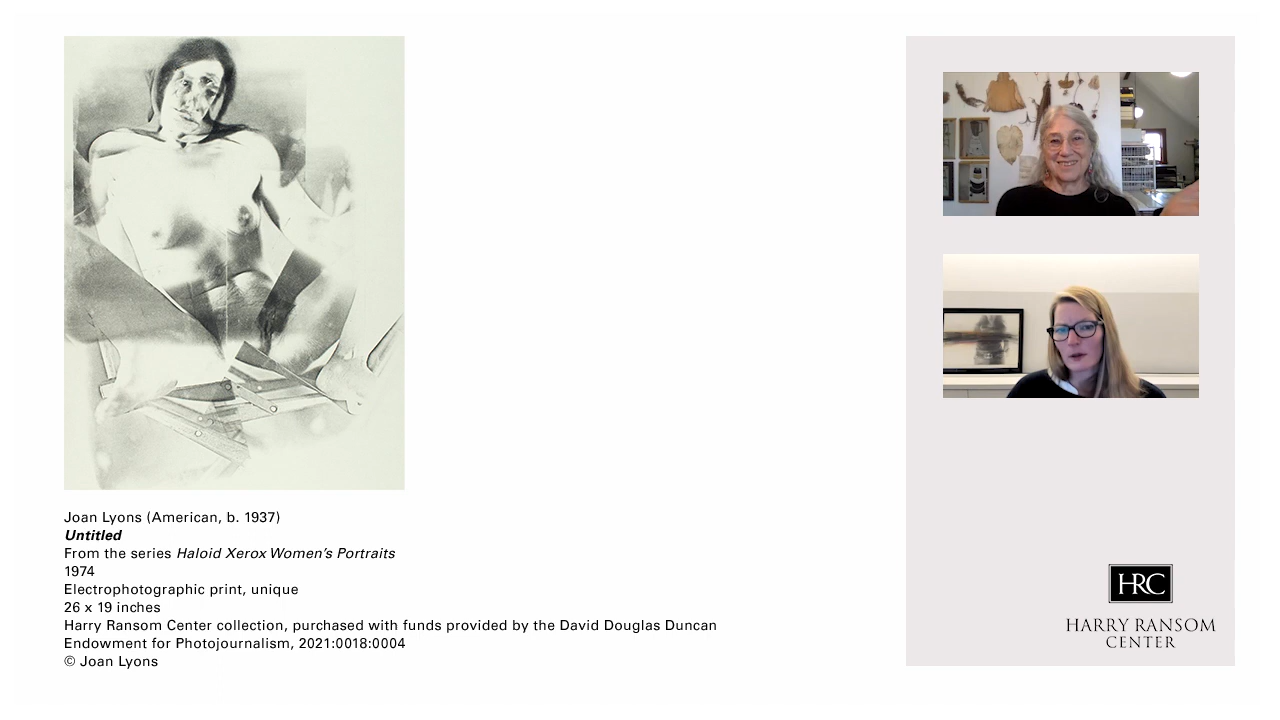 Joan Lyons (American, b. 1937)
Untitled
From the series Haloid Xerox Women's Portraits
1974
Electrophotographic print, unique
26 x 19 inches
Harry Ransom Center collection, purchased with funds provided by the David Douglas Duncan
Endowment for Photojournalism, 2021:0018:0004
© Joan Lyons
HRC
HARRY RANSOM
CENTER